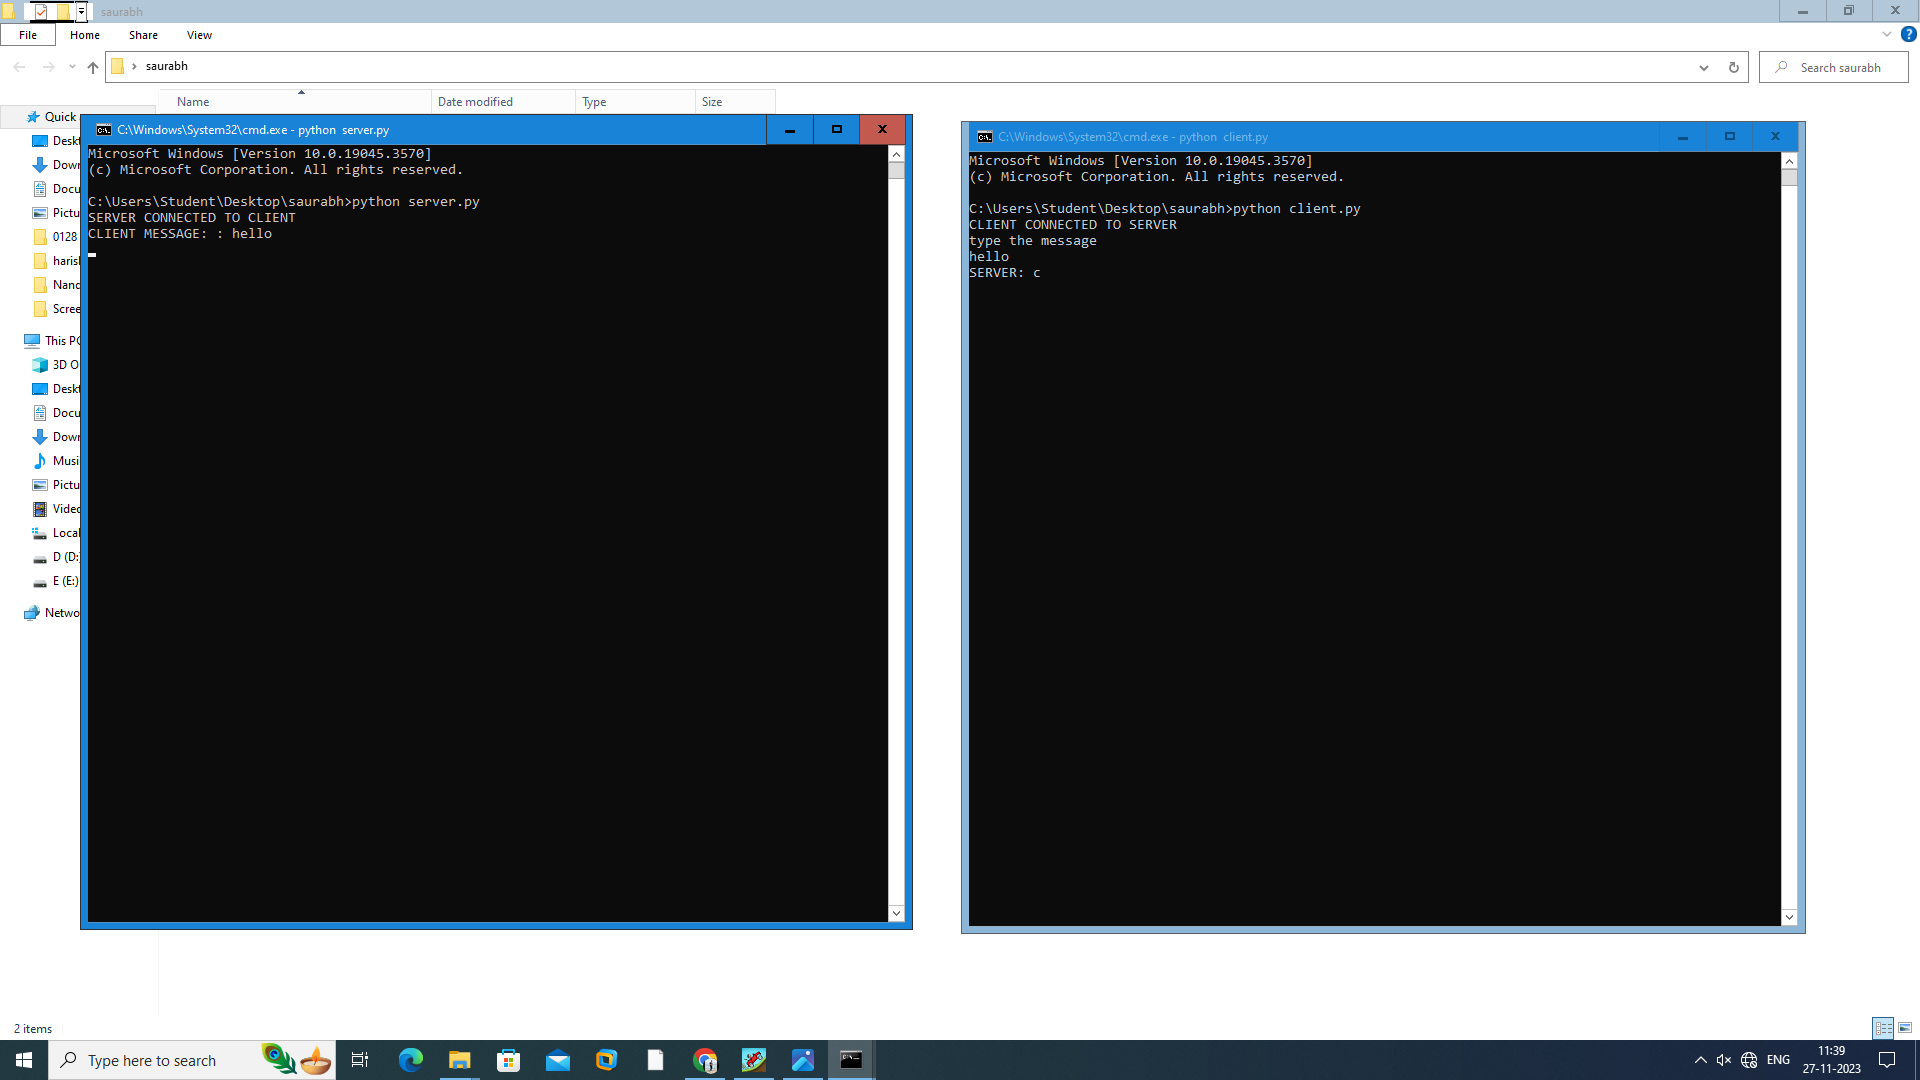 saurabh
File Home Share View
saurabh
Search saurabh
Name Date modified Type Size
Quick
C:\Windows\System32\cmd.exe - python server.py
Microsoft Windows [Version 10.0.19045.3570]
(c) Microsoft Corporation. All rights reserved.
C:\Users\Student\Desktop\saurabh>python server.py
SERVER CONNECTED TO CLIENT
CLIENT MESSAGE: : hello
C:\Windows\System32\cmd.exe - python client.py
Microsoft Windows [Version 10.0.19045.3570]
(c) Microsoft Corporation. All rights reserved.
C:\Users\Student\Desktop\saurabh>python client.py
CLIENT CONNECTED TO SERVER
type the message
hello
SERVER: c
Deskt
Down
Docu
Pictu
0128
harish
Nand
Scree
This PC
3D O
Deskt
Docu
Down
Musi
Pictu
Video
Local
D (D:)
E (E:)
Netwo
2 items
Type here to search
ENG
11:39
27-11-2023